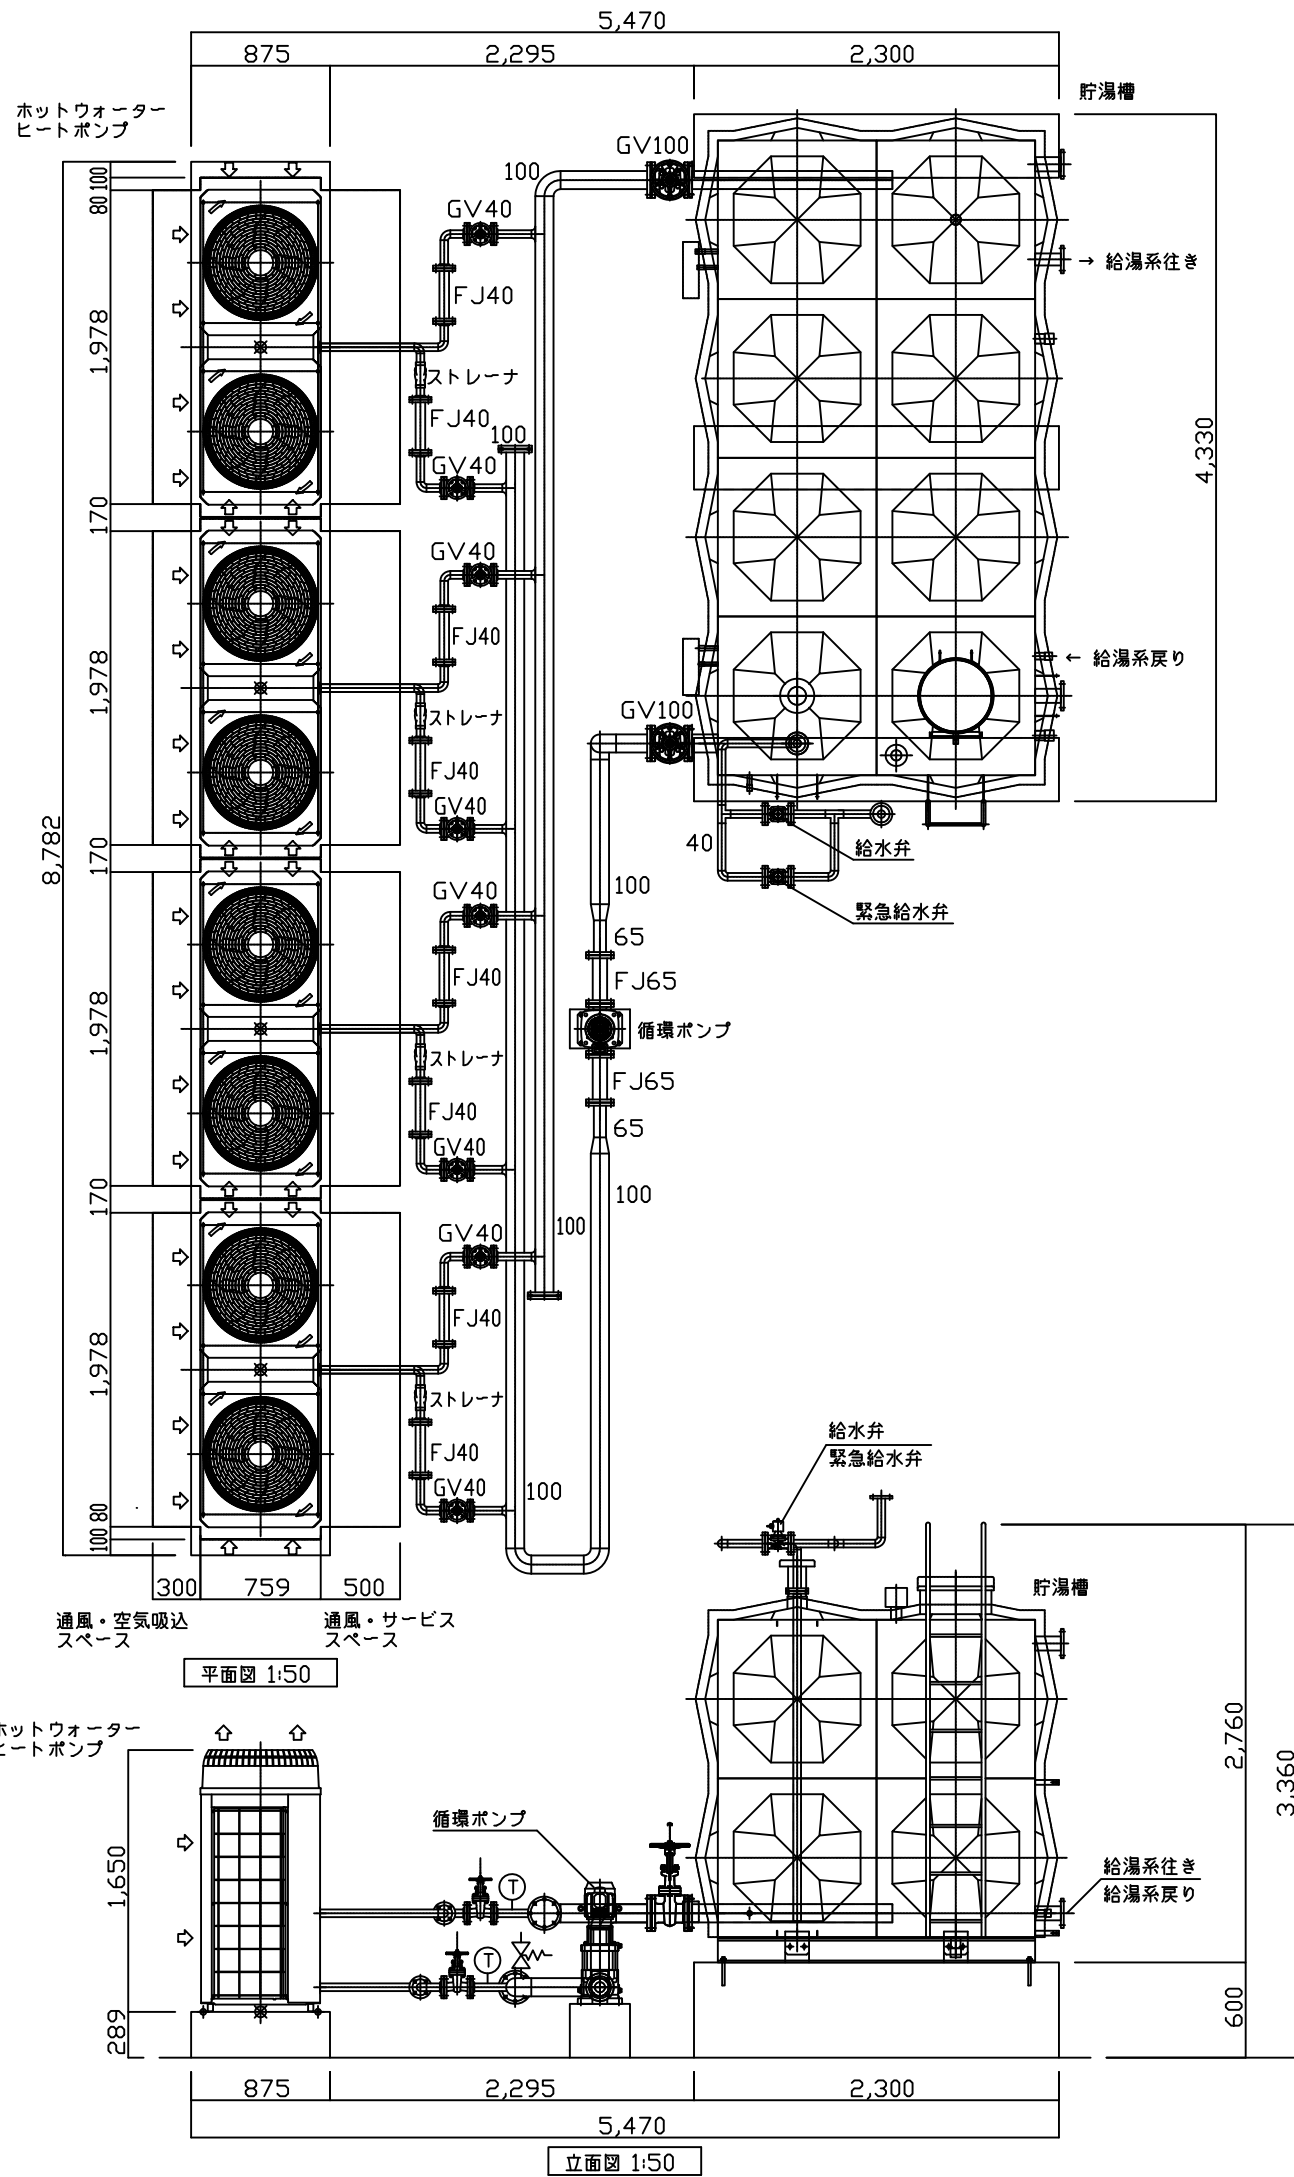 5,470
875
2,295
2,300
ホットウォーター
ヒートポンプ
貯湯槽
GV100
100
GV40
100
80
→ 給湯系往き
FJ40
1,978
ストレーナ
FJ40
100
GV40
4,330
170
GV40
FJ40
← 給湯系戻り
1,978
ストレーナ
GV100
FJ40
GV40
8,782
170
40
給水弁
GV40
100
緊急給水弁
65
FJ40
FJ65
1,978
循環ポンプ
ストレーナ
FJ65
FJ40
65
GV40
170
100
GV40
100
FJ40
1,978
ストレーナ
給水弁
緊急給水弁
FJ40
GV40
100
80
100
300
759
500
貯湯槽
通風・空気吸込
スペース
通風・サービス
スペース
平面図 1:50
ホットウォーター
ヒートポンプ
2,760
3,360
循環ポンプ
1,650
給湯系往き
給湯系戻り
T
T
289
600
875
2,295
2,300
5,470
立面図 1:50